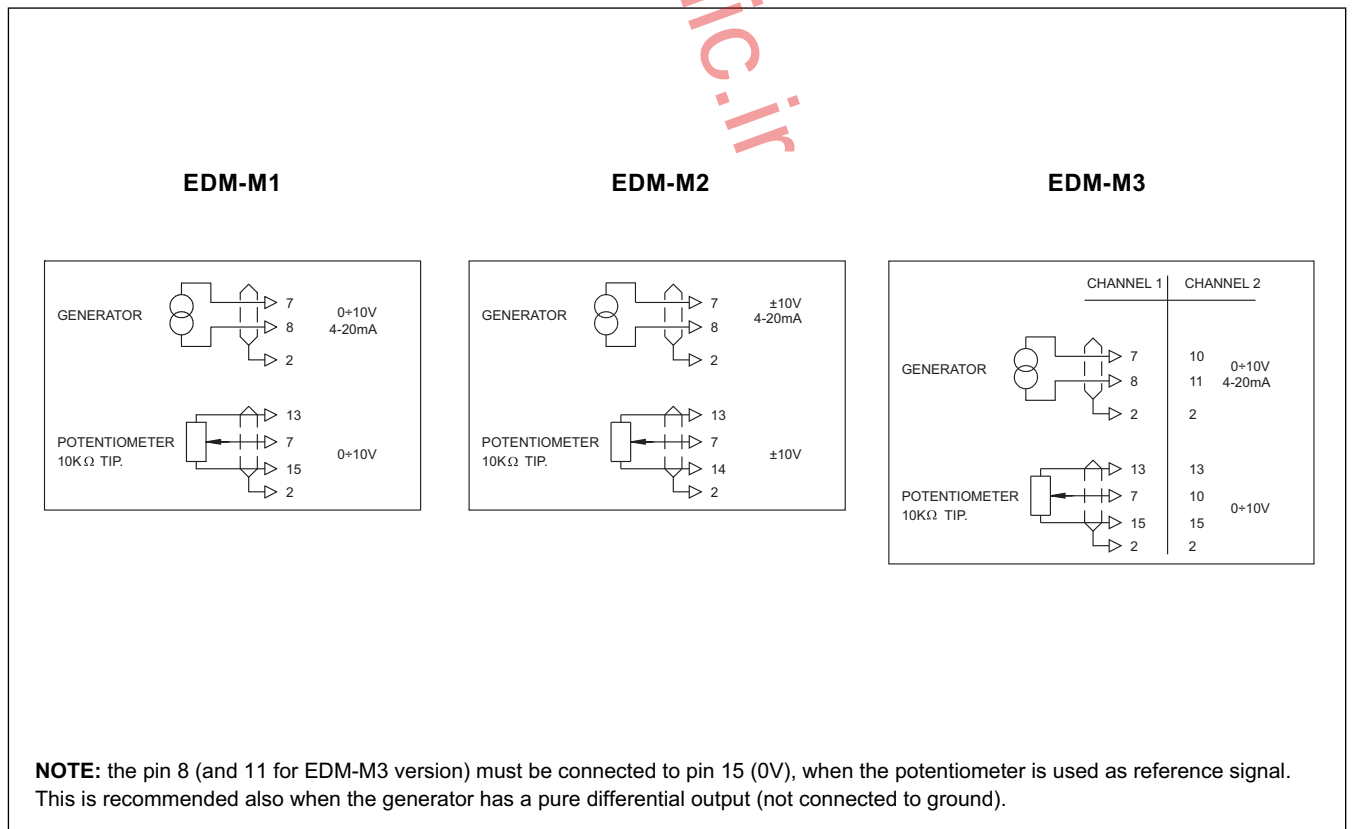 ic.ir
EDM-M1
EDM-M2
EDM-M3
GENERATOR
7
8
2
0÷10V
4-20mA
POTENTIOMETER
10KΩ TIP.
13
7
15
2
0÷10V
GENERATOR
7
8
2
±10V
4-20mA
POTENTIOMETER
10KΩ TIP.
13
7
14
2
±10V
CHANNEL 1 CHANNEL 2
GENERATOR
7 10
8 11
2 2
0÷10V
4-20mA
POTENTIOMETER
10KΩ TIP.
13 13
7 10
15 15
2 2
0÷10V
NOTE: the pin 8 (and 11 for EDM-M3 version) must be connected to pin 15 (0V), when the potentiometer is used as reference signal.
This is recommended also when the generator has a pure differential output (not connected to ground).